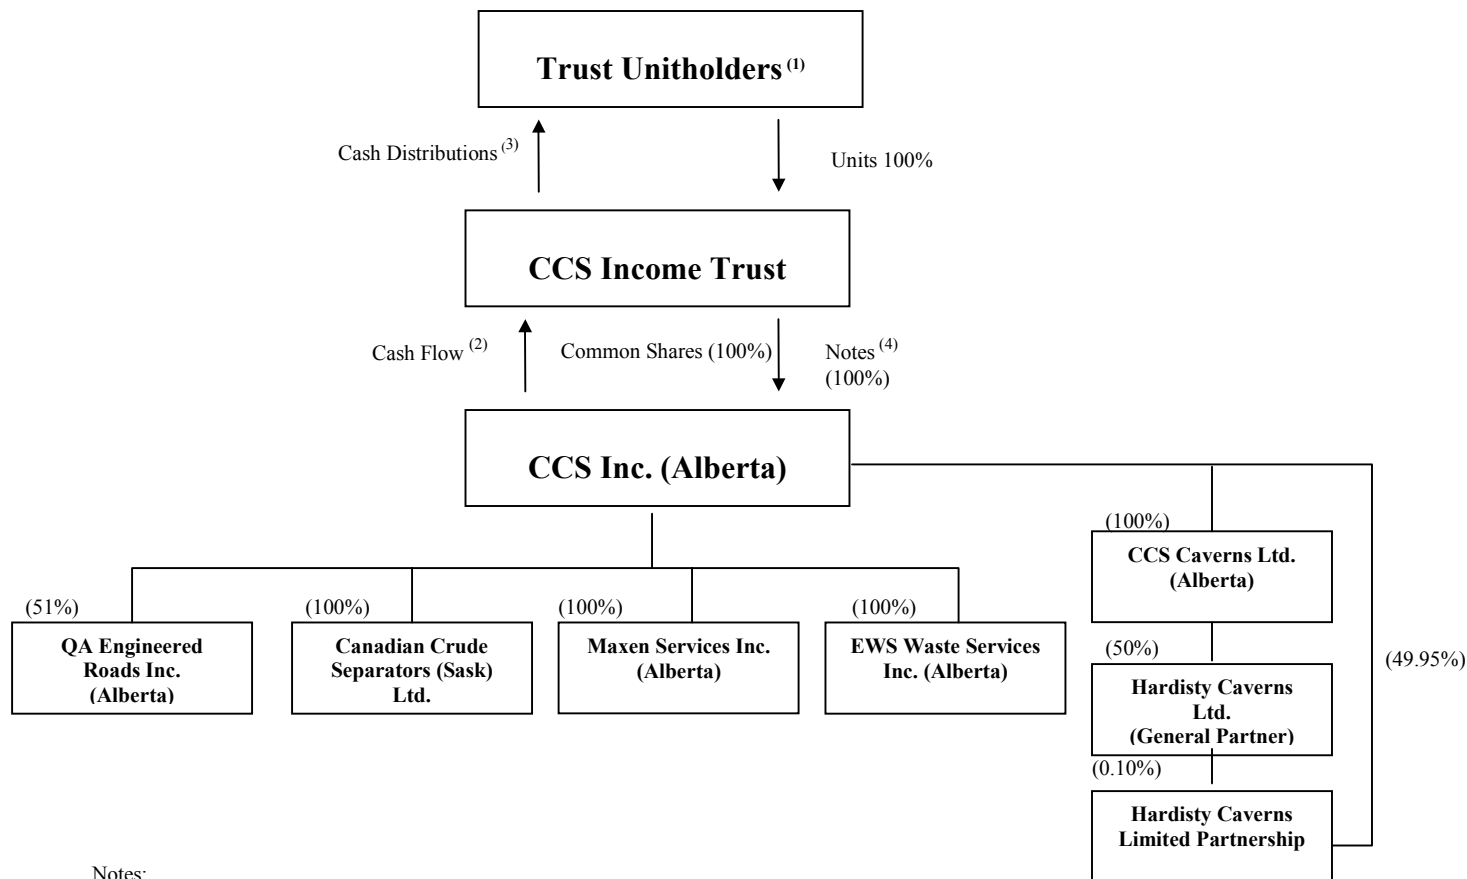 Trust Unitholders (1)
Cash Distributions (3)
Units 100%
CCS Income Trust
Cash Flow (2)
Common Shares (100%)
Notes (4)
(100%)
CCS Inc. (Alberta)
(51%)
QA Engineered
Roads Inc.
(Alberta)
(100%)
Canadian Crude
Separators (Sask)
Ltd.
(100%)
Maxen Services Inc.
(Alberta)
(100%)
EWS Waste Services
Inc. (Alberta)
(100%)
CCS Caverns Ltd.
(Alberta)
(50%)
Hardisty Caverns
Ltd.
(General Partner)
(49.95%)
(0.10%)
Hardisty Caverns
Limited Partnership
Notes: